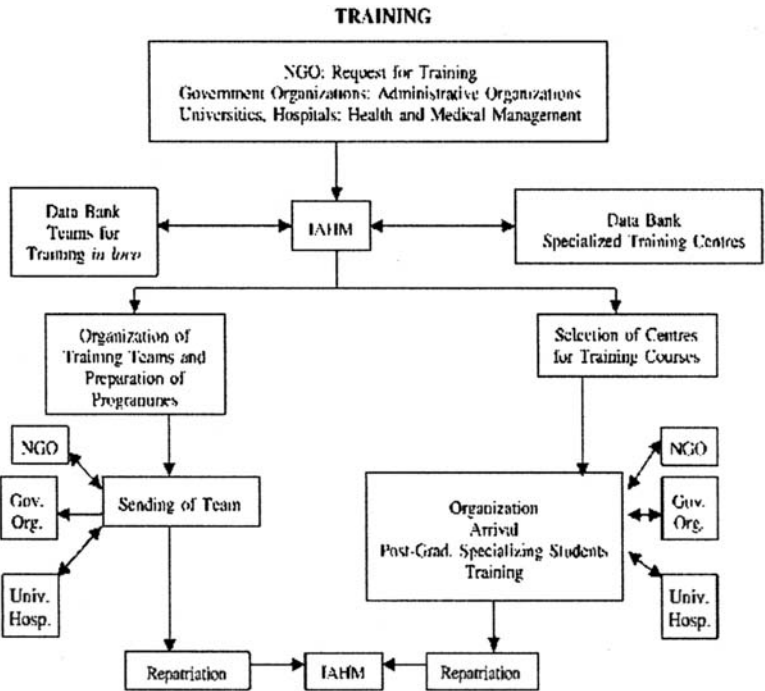 TRAINING
NGO: Request for Training
Government Organizations: Administrative Organizations
Universities, Hospitals: Health and Medical Management
Data Bank
Teams for
Training in loco
IAHM
Data Bank
Specialized Training Centres
Organization of
Training Teams and
Preparation of
Programmes
Selection of Centres
for Training Courses
NGO
Gov.
Org.
Univ.
Hosp.
Sending of Team
Organization
Arrival
Post-Grad. Specializing Students
Training
NGO
Gov.
Org.
Univ.
Hosp.
Repatriation
IAHM
Repatriation